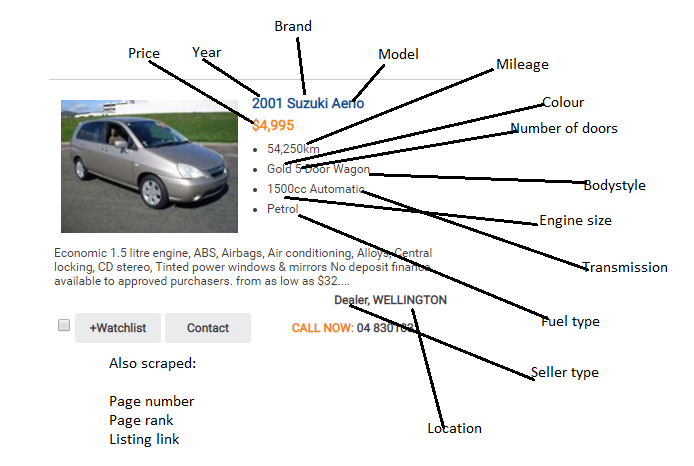 Brand
Price
Year
Model
Mileage
2001 Suzuki Aerio
Colour
$4,995
Number of doors
54,250km
Gold 5 Door Wagon
Bodystyle
1500cc Automatic
Petrol
Engine size
Economic 1.5 litre engine, ABS, Airbags, Air conditioning, Alloys, Central
locking, CD stereo, Tinted power windows & mirrors No deposit finance
available to approved purchasers. from as low as $32....
Transmission
Dealer, WELLINGTON
Fuel type
+Watchlist Contact CALL NOW: 04
Also scraped:
Seller type
Page number
Page rank
Listing link
Location